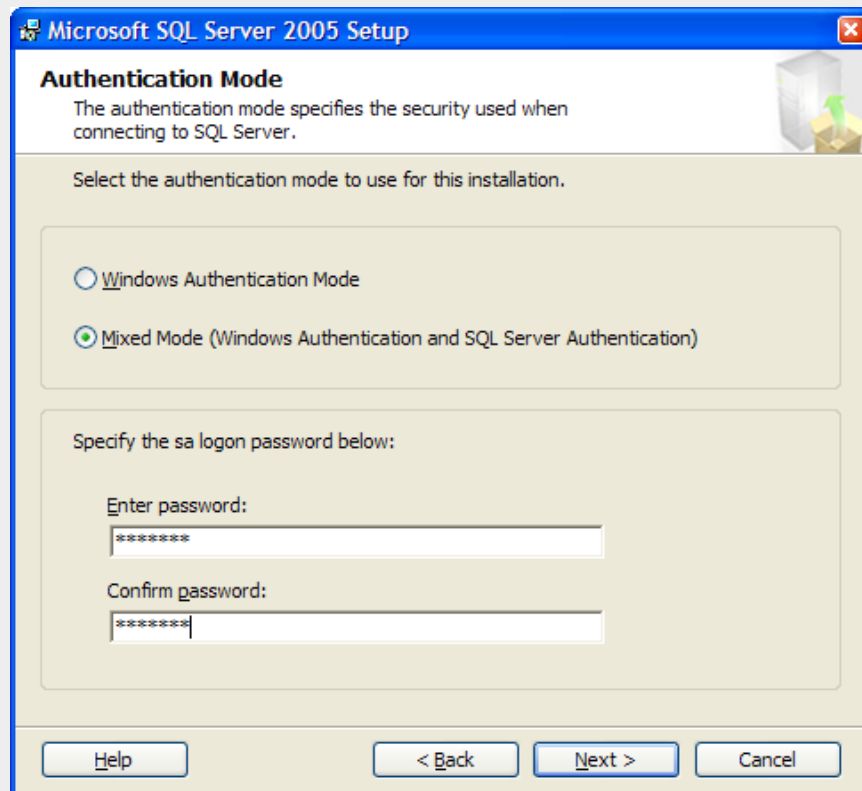 Microsoft SQL Server 2005 Setup
Authentication Mode
The authentication mode specifies the security used when
connecting to SQL Server.
Select the authentication mode to use for this installation.
Windows Authentication Mode
Mixed Mode (Windows Authentication and SQL Server Authentication)
Specify the sa logon password below:
Enter password:
*******
Confirm password:
*******
Help
< Back
Next >
Cancel